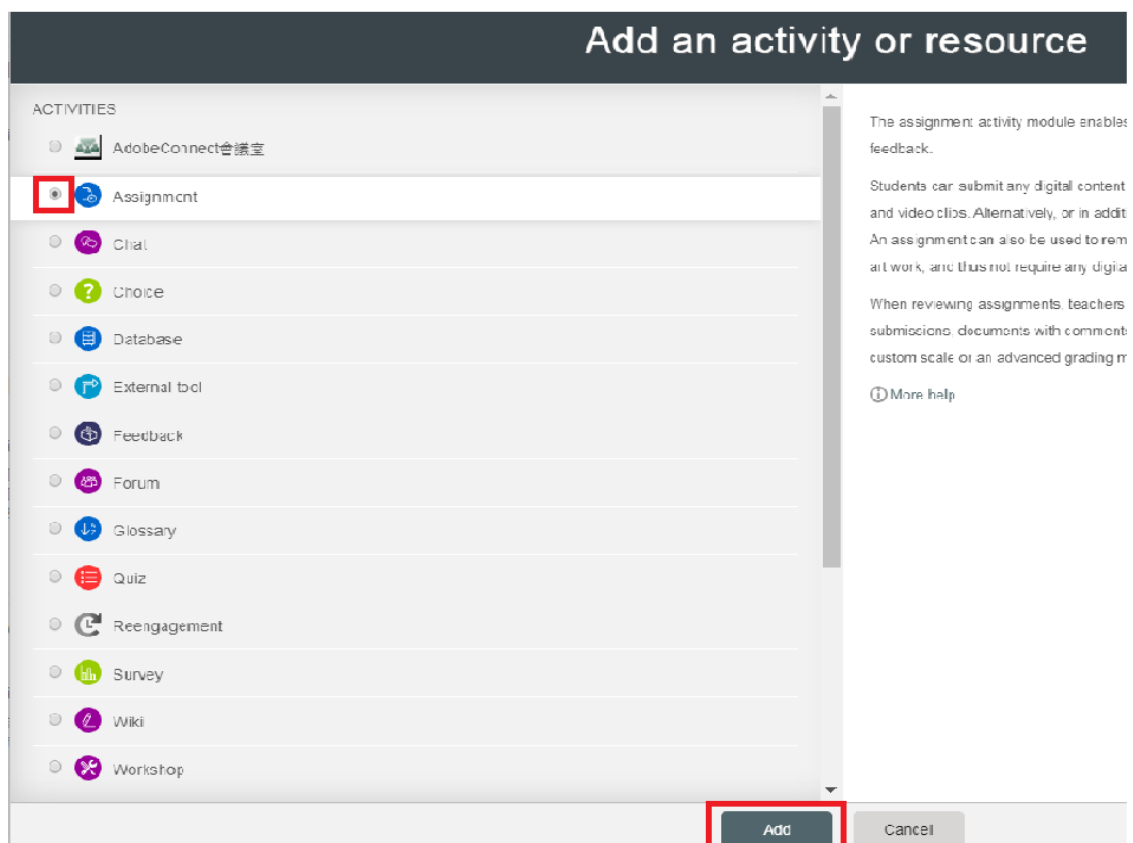 Add an activity or resource
ACTIVITIES
AdobeConnect會議室
Assignment
Chat
Choice
Database
External tool
Feedback
Forum
Glossary
Quiz
Reengagement
Survey
Wiki
Workshop
The assignment activity module enables
feedback.
Students can submit any digital content
and video clips. Alternatively, or in addit
An assignment can also be used to rem
art work, and thus not require any digita
When reviewing assignments, teachers
submissions, documents with comments
custom scale or an advanced grading m
More help
Add
Cancel